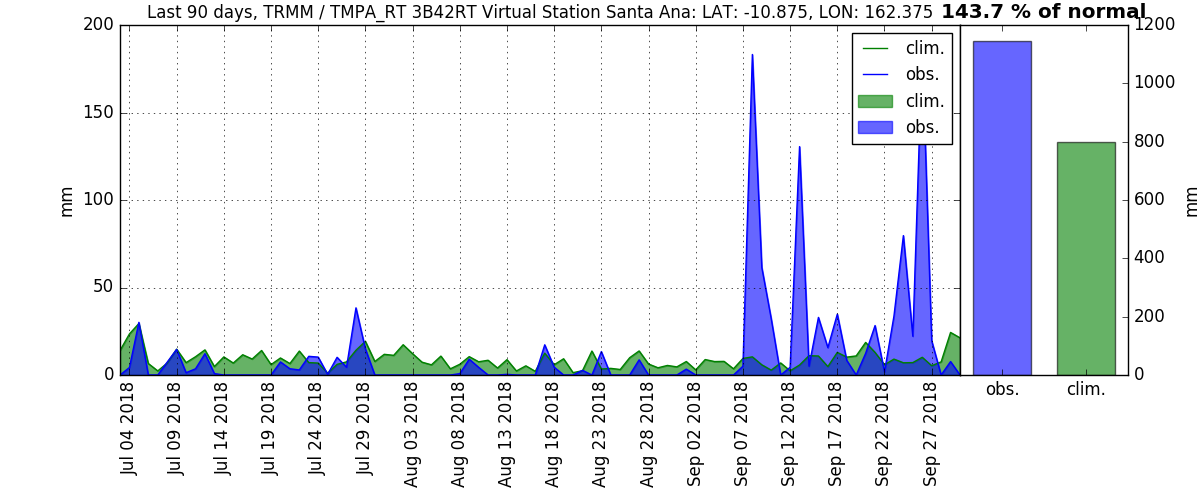 Last 90 days, TRMM / TMPA_RT 3B42RT Virtual Station Santa Ana: LAT: -10.875, LON: 162.375 143.7 % of normal
200
150
100
50
0
mm
clim.
obs.
clim.
obs.
1200
1000
800
600
400
200
0
mm
obs. clim.
Jul 04 2018
Jul 09 2018
Jul 14 2018
Jul 19 2018
Jul 24 2018
Jul 29 2018
Aug 03 2018
Aug 08 2018
Aug 13 2018
Aug 18 2018
Aug 23 2018
Aug 28 2018
Sep 02 2018
Sep 07 2018
Sep 12 2018
Sep 17 2018
Sep 22 2018
Sep 27 2018